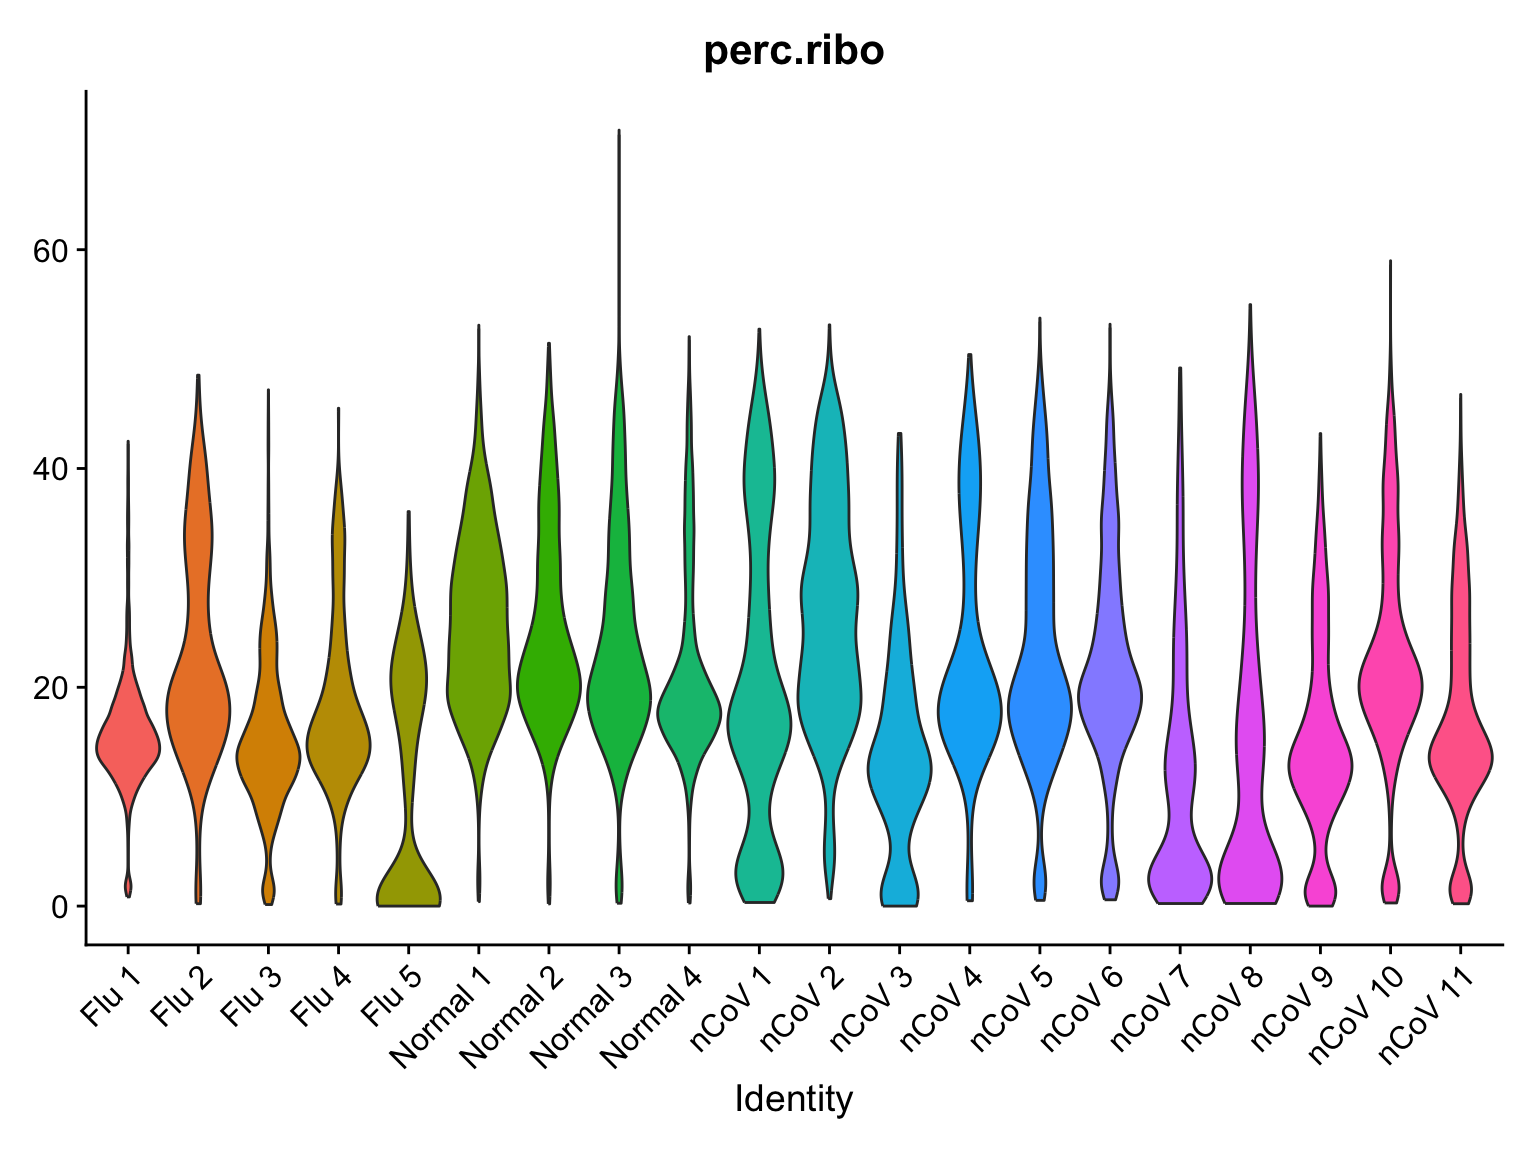 perc.ribo
60
40
20
0
Flu 1
Flu 2
Flu 3
Flu 4
Flu 5
Normal 1
Normal 2
Normal 3
Normal 4
nCoV 1
nCoV 2
nCoV 3
nCoV 4
nCoV 5
nCoV 6
nCoV 7
nCoV 8
nCoV 9
nCoV 10
nCoV 11
Identity